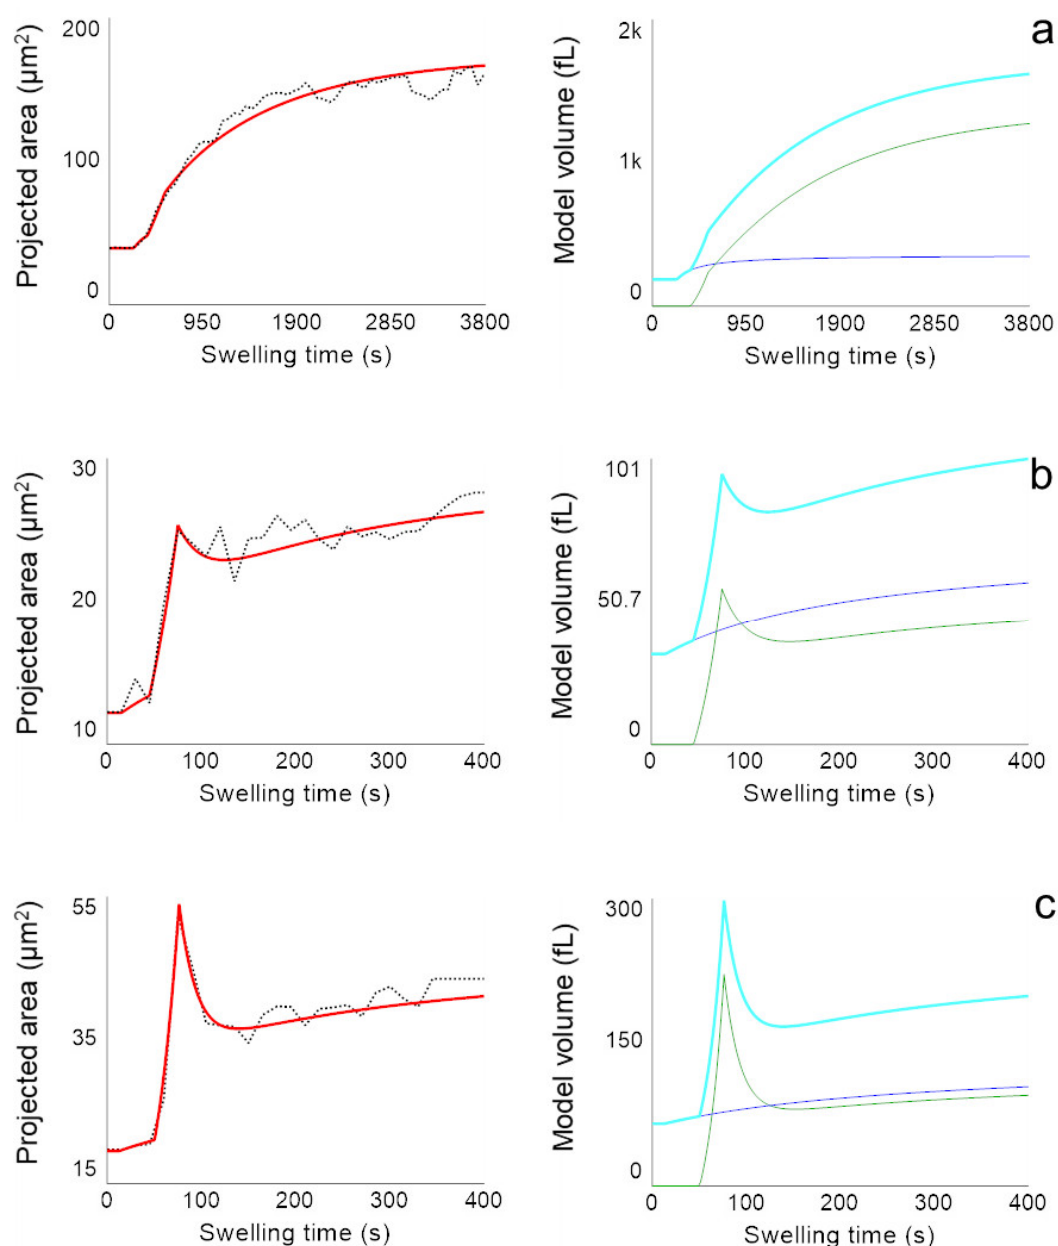 a
Projected area (μm²)
200
100
0
0 950 1900 2850 3800
Swelling time (s)
Model volume (fL)
2k
1k
0
0 950 1900 2850 3800
Swelling time (s)
b
Projected area (μm²)
30
20
10
0 100 200 300 400
Swelling time (s)
Model volume (fL)
101
50.7
0
0 100 200 300 400
Swelling time (s)
c
Projected area (μm²)
55
35
15
0 100 200 300 400
Swelling time (s)
Model volume (fL)
300
150
0
0 100 200 300 400
Swelling time (s)